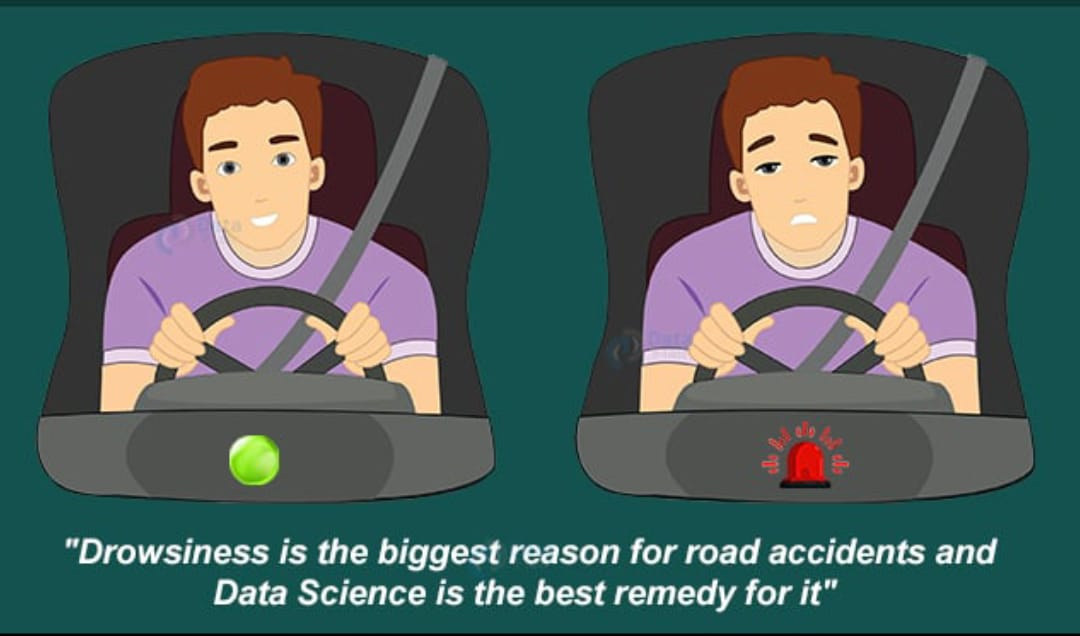 "Drowsiness is the biggest reason for road accidents and
Data Science is the best remedy for it"